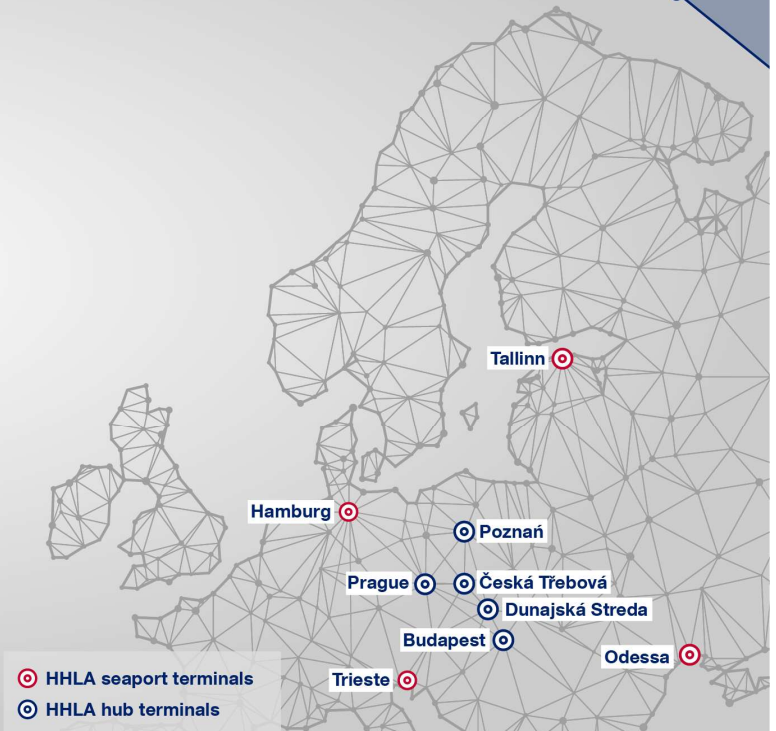 Tallinn
Hamburg
Poznań
Prague
Česká Třebová
Dunajská Streda
Budapest
Odessa
Trieste
HHLA seaport terminals
HHLA hub terminals